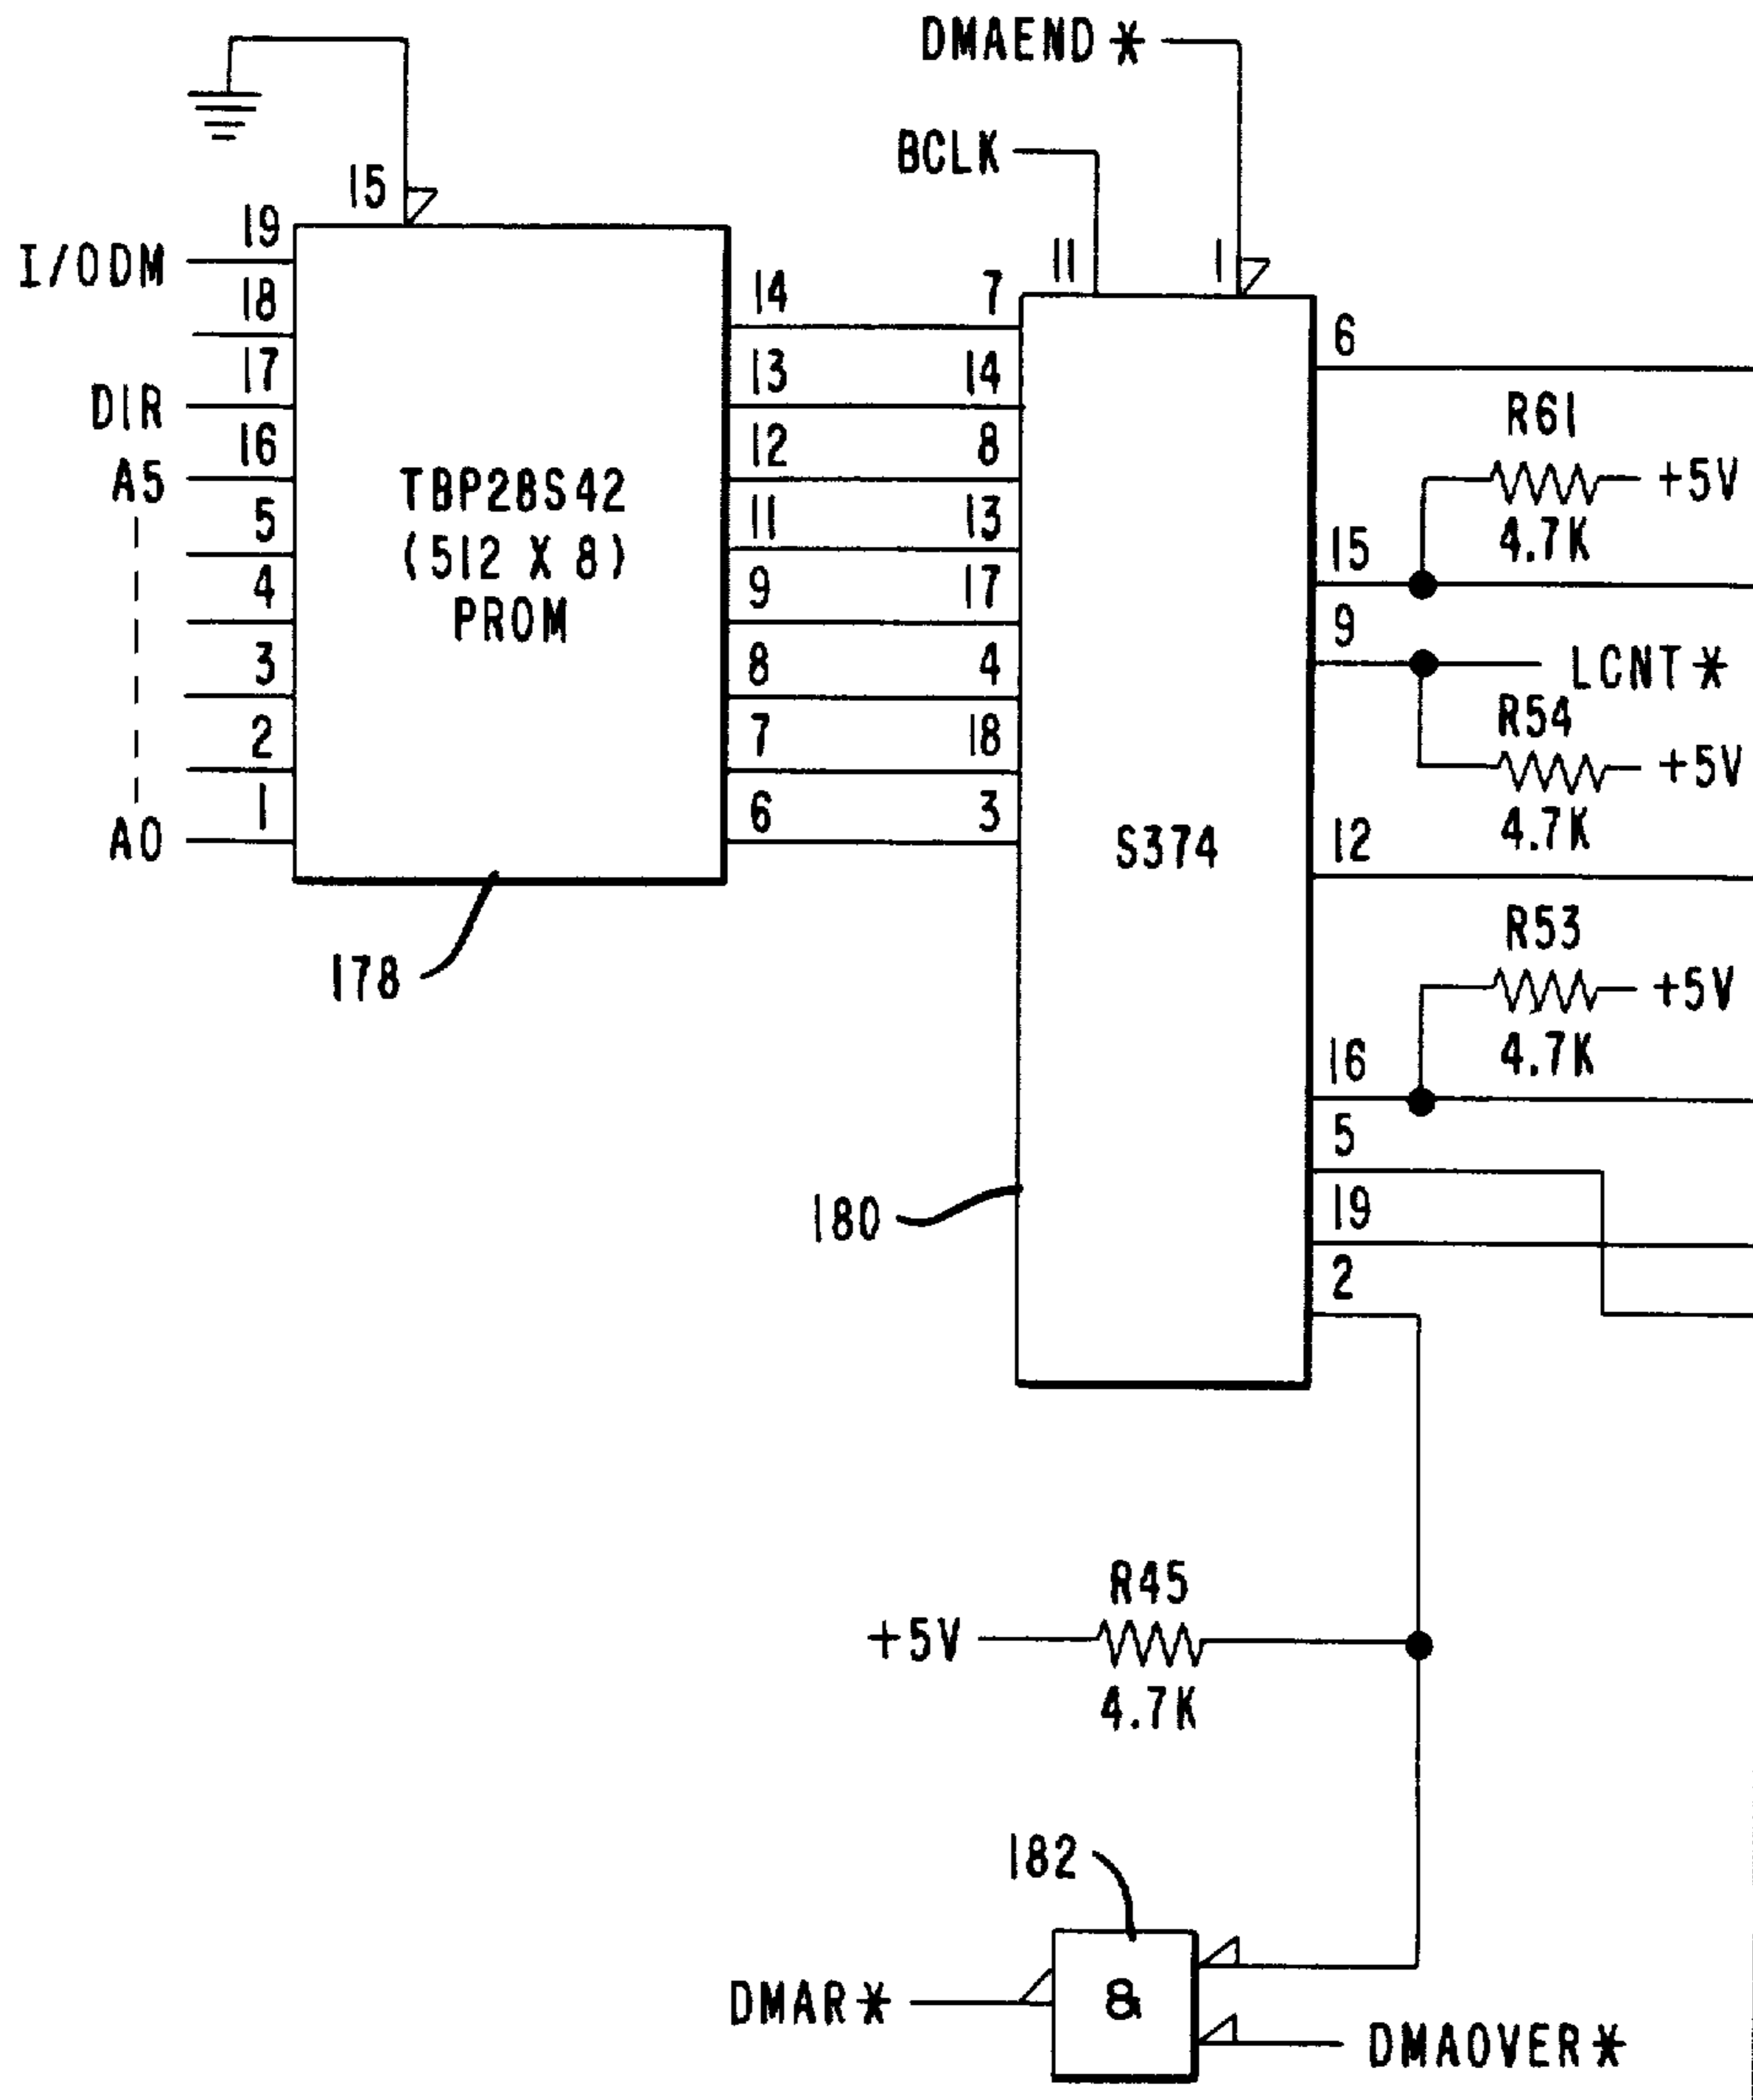 DMAEND *
BCLK
15
19
I/ODM
18
17
DIR
16
A5
5
4
3
2
1
A0
TBP28S42
(512 X 8)
PROM
178
14
13
12
11
9
8
7
6
7
14
8
13
17
4
18
3
11
1
S374
180
6
R61
+5V
4.7K
15
9
LCNT *
R54
+5V
4.7K
12
R53
+5V
4.7K
16
5
19
2
R45
+5V
4.7K
182
DMAR *
&
DMAOVER *